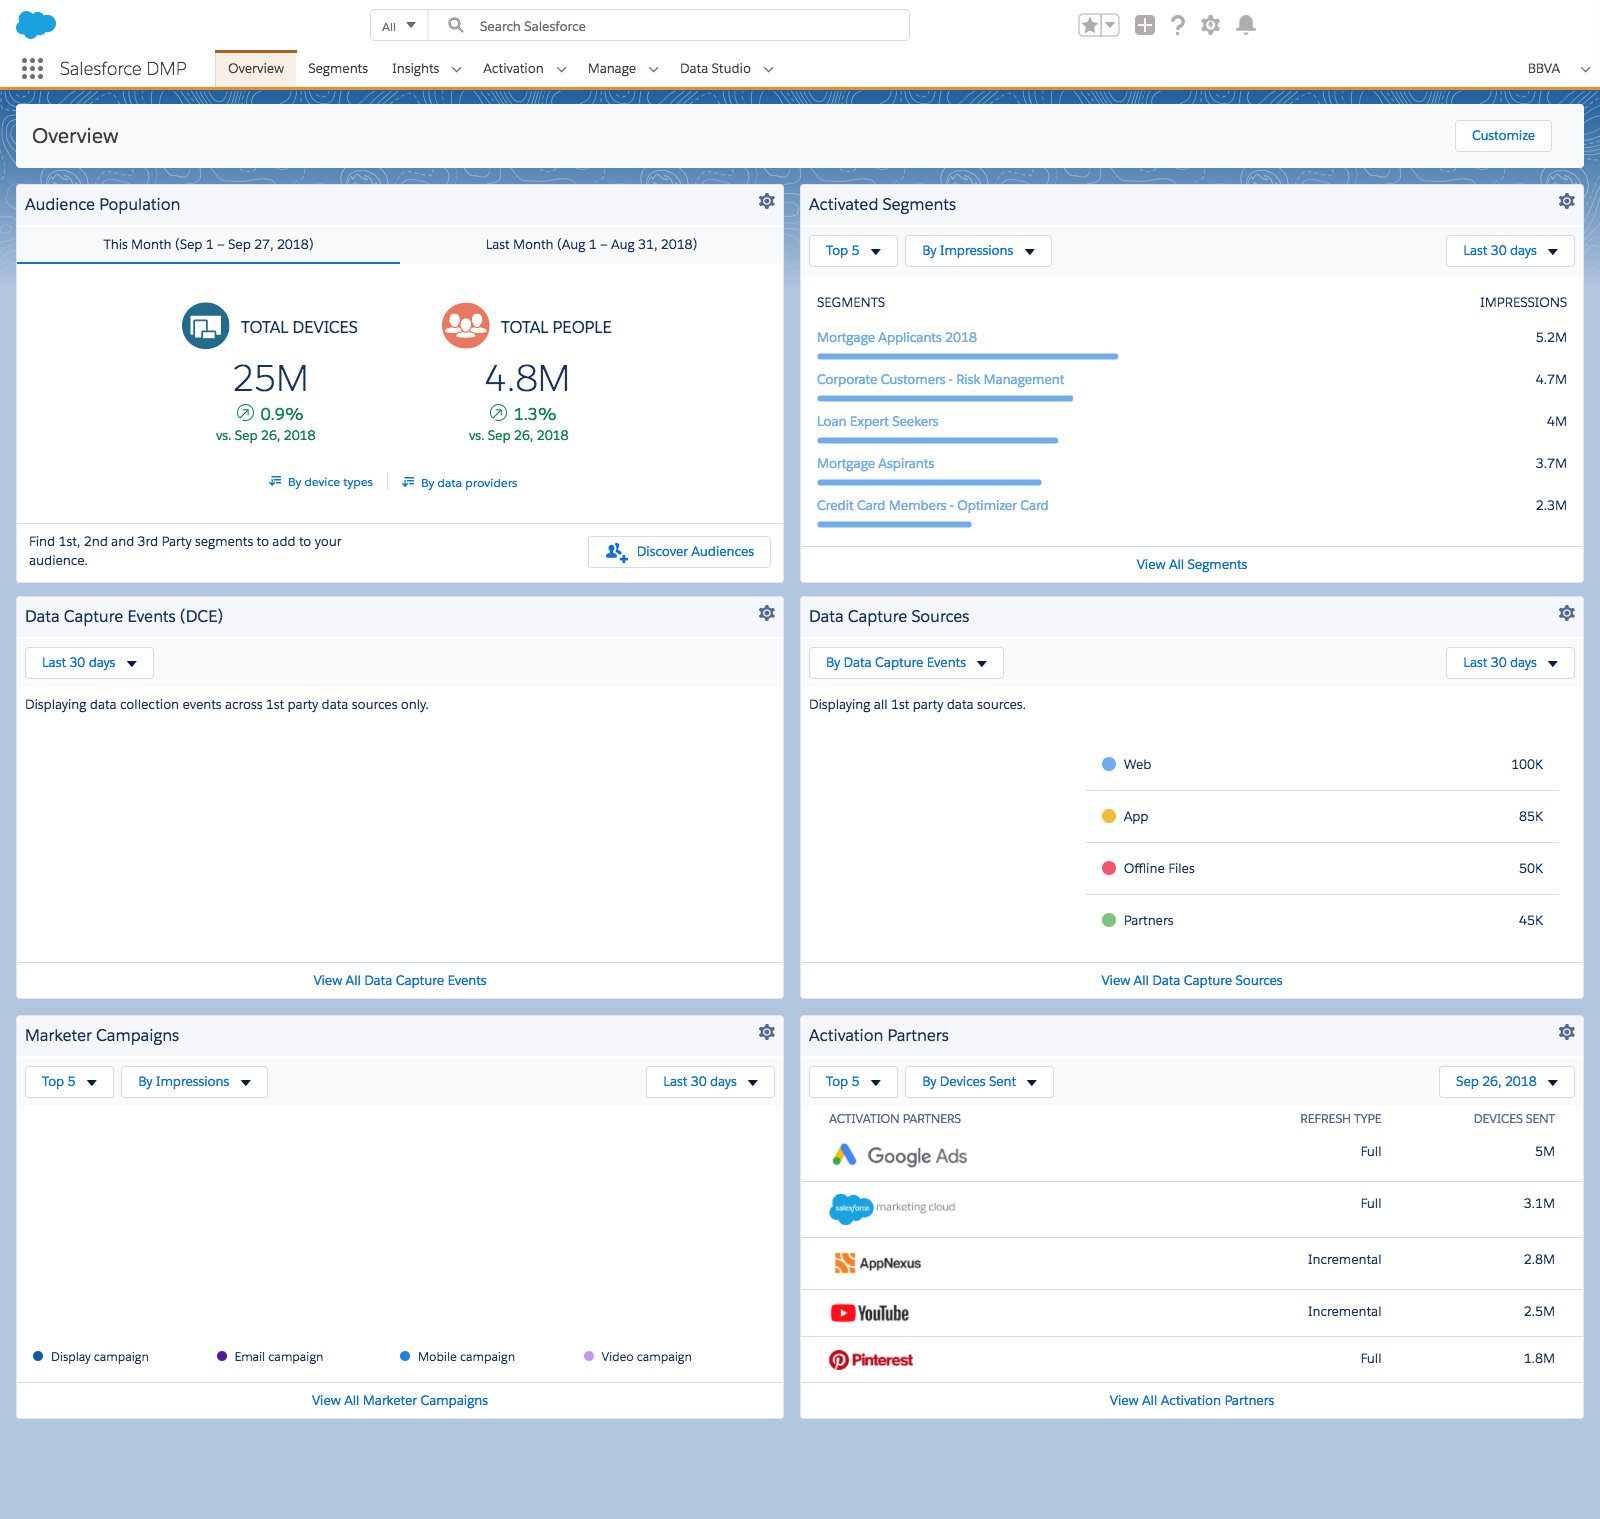 All
Search Salesforce
Salesforce DMP
Overview
Segments
Insights
Activation
Manage
Data Studio
BBVA
Overview
Customize
Audience Population
This Month (Sep 1 – Sep 27, 2018)
Last Month (Aug 1 – Aug 31, 2018)
TOTAL DEVICES
25M
0.9%
vs. Sep 26, 2018
TOTAL PEOPLE
4.8M
1.3%
vs. Sep 26, 2018
By device types
By data providers
Find 1st, 2nd and 3rd Party segments to add to your
audience.
Discover Audiences
Activated Segments
Top 5
By Impressions
Last 30 days
SEGMENTS IMPRESSIONS
Mortgage Applicants 2018 5.2M
Corporate Customers - Risk Management 4.7M
Loan Expert Seekers 4M
Mortgage Aspirants 3.7M
Credit Card Members - Optimizer Card 2.3M
View All Segments
Data Capture Events (DCE)
Last 30 days
Displaying data collection events across 1st party data sources only.
View All Data Capture Events
Data Capture Sources
By Data Capture Events
Last 30 days
Displaying all 1st party data sources.
Web 100K
App 85K
Offline Files 50K
Partners 45K
View All Data Capture Sources
Marketer Campaigns
Top 5
By Impressions
Last 30 days
Display campaign
Email campaign
Mobile campaign
Video campaign
View All Marketer Campaigns
Activation Partners
Top 5
By Devices Sent
Sep 26, 2018
ACTIVATION PARTNERS REFRESH TYPE DEVICES SENT
Google Ads Full 5M
salesforce marketing cloud Full 3.1M
AppNexus Incremental 2.8M
YouTube Incremental 2.5M
Pinterest Full 1.8M
View All Activation Partners